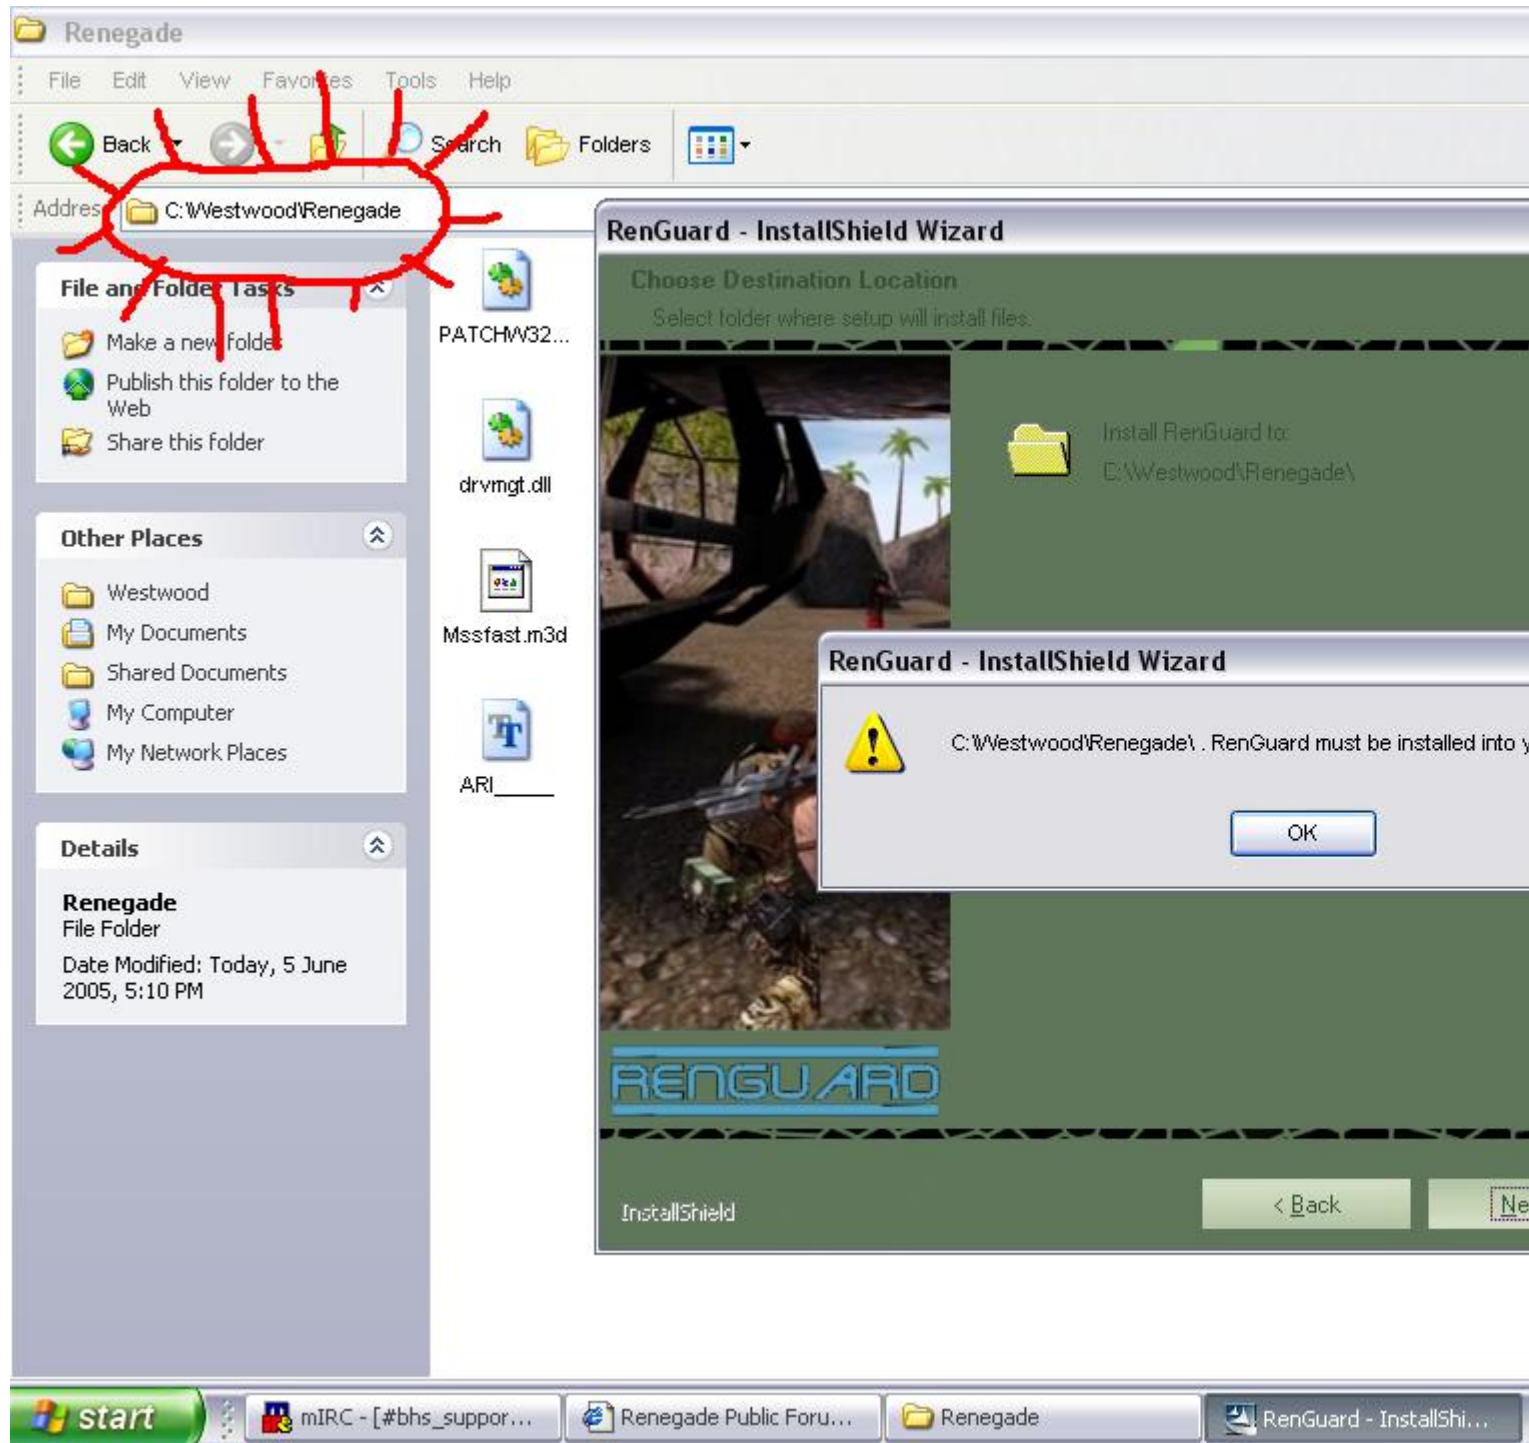 Renegade
File Edit View Favorites Tools Help
Back Search Folders
Address C:\Westwood\Renegade
File and Folder Tasks
Make a new folder
Publish this folder to the
Web
Share this folder
Other Places
Westwood
My Documents
Shared Documents
My Computer
My Network Places
Details
Renegade
File Folder
Date Modified: Today, 5 June
2005, 5:10 PM
PATCHW32...
drvmgt.dll
Mssfast.m3d
ARI_____
RenGuard - InstallShield Wizard
Choose Destination Location
Select folder where setup will install files.
Install RenGuard to:
C:\Westwood\Renegade\
RenGuard - InstallShield Wizard
C:\Westwood\Renegade\ . RenGuard must be installed into y
OK
RENGUARD
InstallShield
< Back Ne
start mIRC - [#bhs_suppor... Renegade Public Foru... Renegade RenGuard - InstallShi...